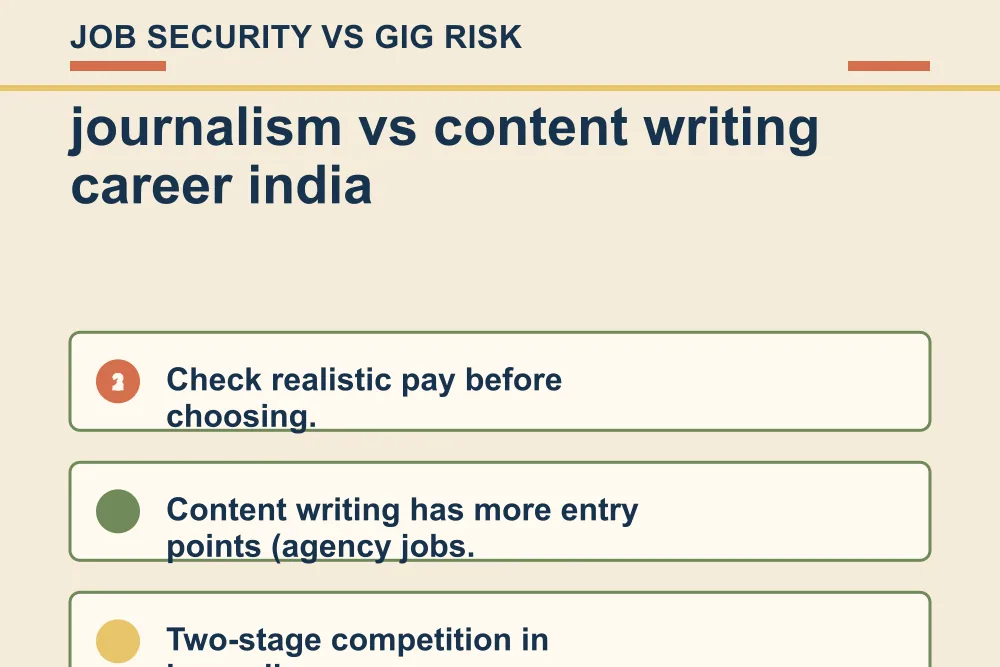 JOB SECURITY VS GIG RISK
journalism vs content writing
career india
Check realistic pay before
choosing.
Content writing has more entry
points (agency jobs.
Two-stage competition in